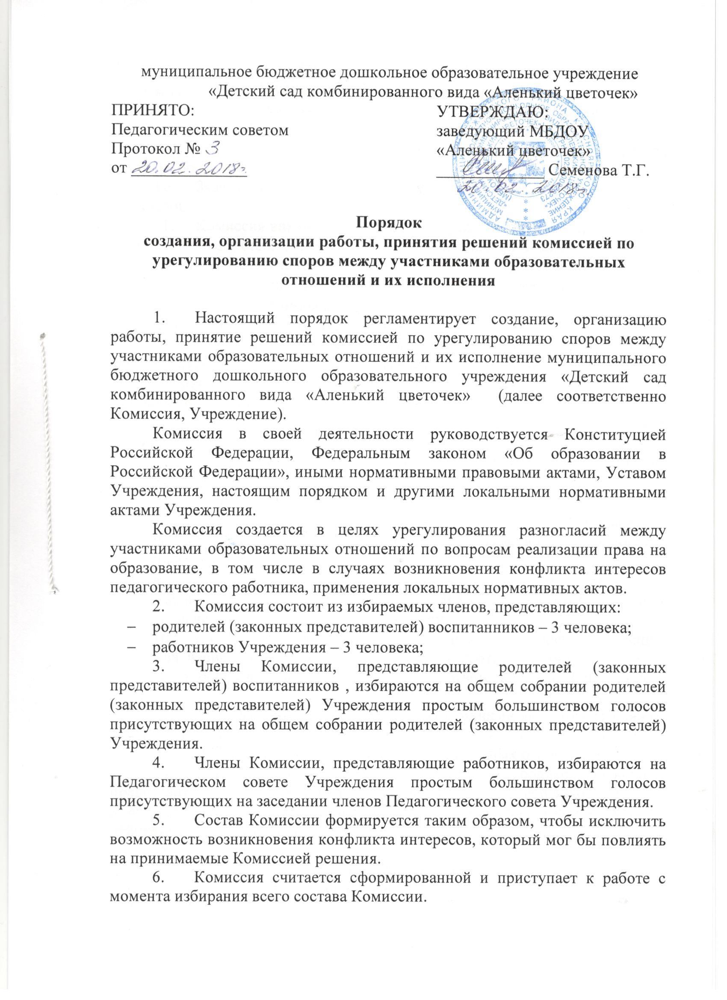 муниципальное бюджетное дошкольное образовательное учреждение
«Детский сад комбинированного вида «Аленький цветочек»
ПРИНЯТО:
Педагогическим советом
Протокол № 3
от 20.02.2018г.
УТВЕРЖДАЮ:
заведующий МБДОУ
«Аленький цветочек»
Семенова Т.Г.
20.02 2018г.
Порядок
создания, организации работы, принятия решений комиссией по
урегулированию споров между участниками образовательных
отношений и их исполнения
1. Настоящий порядок регламентирует создание, организацию
работы, принятие решений комиссией по урегулированию споров между
участниками образовательных отношений и их исполнение муниципального
бюджетного дошкольного образовательного учреждения «Детский сад
комбинированного вида «Аленький цветочек» (далее соответственно
Комиссия, Учреждение).
Комиссия в своей деятельности руководствуется Конституцией
Российской Федерации, Федеральным законом «Об образовании в
Российской Федерации», иными нормативными правовыми актами, Уставом
Учреждения, настоящим порядком и другими локальными нормативными
актами Учреждения.
Комиссия создается в целях урегулирования разногласий между
участниками образовательных отношений по вопросам реализации права на
образование, в том числе в случаях возникновения конфликта интересов
педагогического работника, применения локальных нормативных актов.
2. Комиссия состоит из избираемых членов, представляющих:
– родителей (законных представителей) воспитанников – 3 человека;
– работников Учреждения – 3 человека;
3. Члены Комиссии, представляющие родителей (законных
представителей) воспитанников , избираются на общем собрании родителей
(законных представителей) Учреждения простым большинством голосов
присутствующих на общем собрании родителей (законных представителей)
Учреждения.
4. Члены Комиссии, представляющие работников, избираются на
Педагогическом совете Учреждения простым большинством голосов
присутствующих на заседании членов Педагогического совета Учреждения.
5. Состав Комиссии формируется таким образом, чтобы исключить
возможность возникновения конфликта интересов, который мог бы повлиять
на принимаемые Комиссией решения.
6. Комиссия считается сформированной и приступает к работе с
момента избирания всего состава Комиссии.